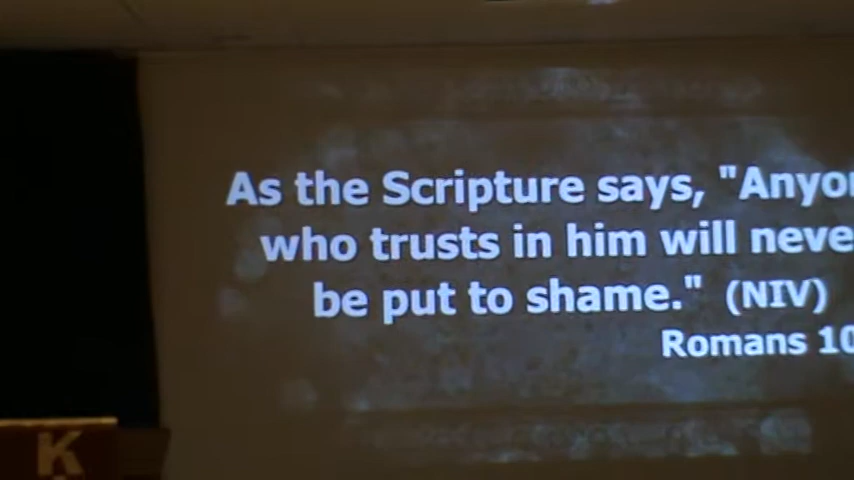 As the Scripture says, "Anyo
who trusts in him will neve
be put to shame." (NIV)
Romans 10
K